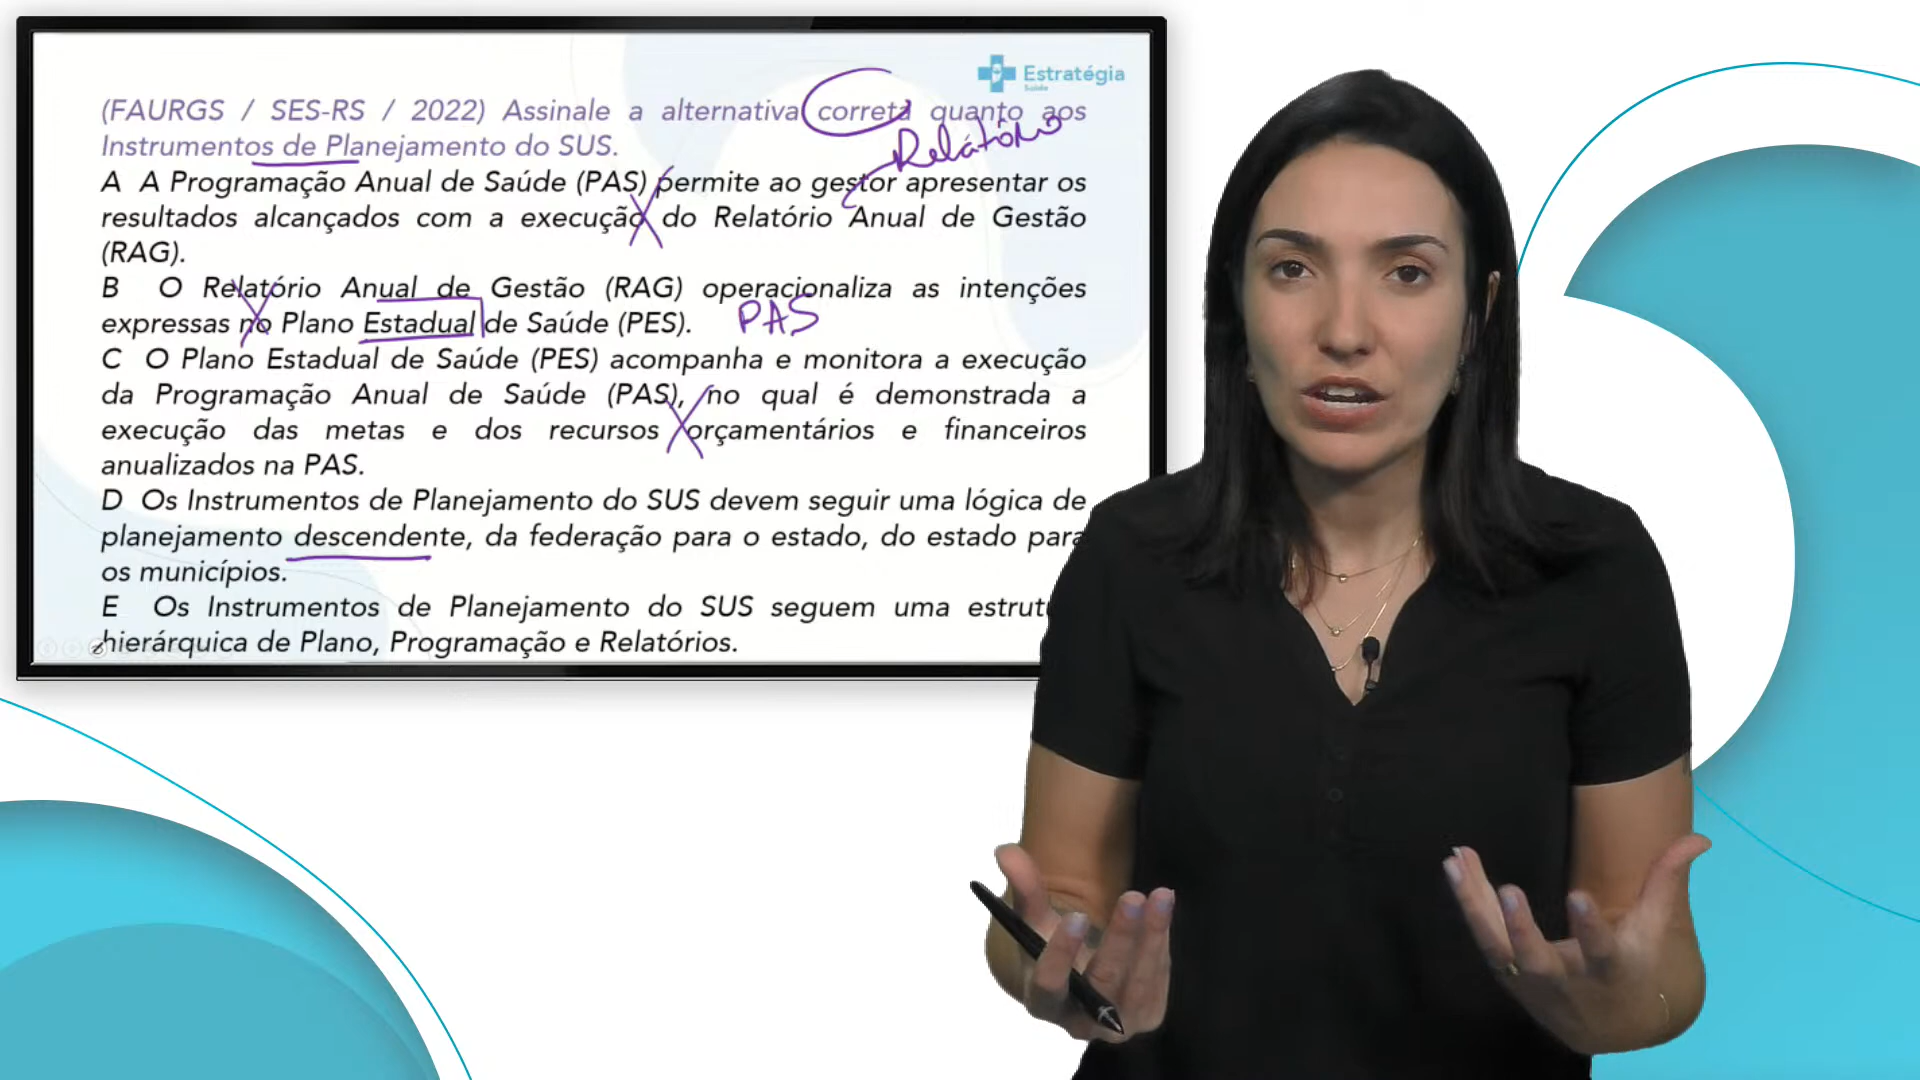 Estratégia
Saúde
(FAURGS / SES-RS / 2022) Assinale a alternativa correta quanto aos
Relatório
Instrumentos de Planejamento do SUS.
A A Programação Anual de Saúde (PAS) permite ao gestor apresentar os
resultados alcançados com a execução do Relatório Anual de Gestão
(RAG).
B O Relatório Anual de Gestão (RAG) operacionaliza as intenções
expressas no Plano Estadual de Saúde (PES). PAS
C O Plano Estadual de Saúde (PES) acompanha e monitora a execução
da Programação Anual de Saúde (PAS), no qual é demonstrada a
execução das metas e dos recursos orçamentários e financeiros
anualizados na PAS.
D Os Instrumentos de Planejamento do SUS devem seguir uma lógica de
planejamento descendente, da federação para o estado, do estado para
os municípios.
E Os Instrumentos de Planejamento do SUS seguem uma estrut
hierárquica de Plano, Programação e Relatórios.